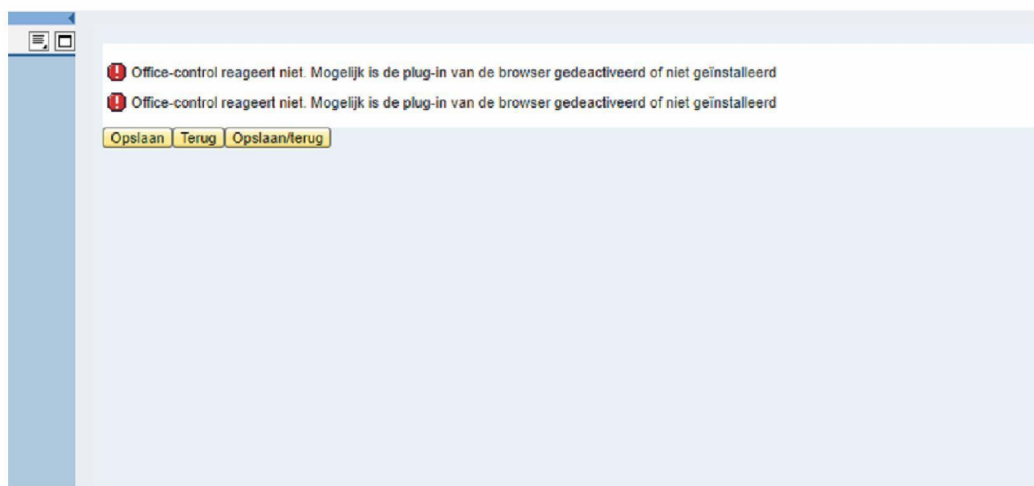 Office-control reageert niet. Mogelijk is de plug-in van de browser gedeactiveerd of niet geïnstalleerd
Office-control reageert niet. Mogelijk is de plug-in van de browser gedeactiveerd of niet geïnstalleerd
Opslaan Terug Opslaan/terug